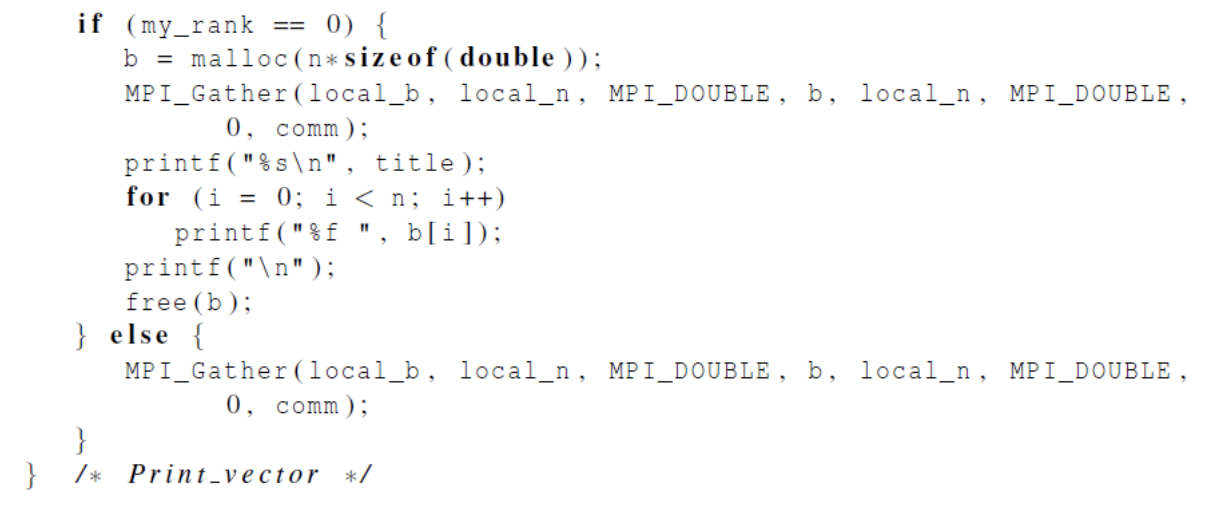 if (my_rank == 0) {
b = malloc(n*sizeof(double));
MPI_Gather(local_b, local_n, MPI_DOUBLE, b, local_n, MPI_DOUBLE,
0, comm);
printf("%s\n", title);
for (i = 0; i < n; i++)
printf("%f ", b[i]);
printf("\n");
free(b);
} else {
MPI_Gather(local_b, local_n, MPI_DOUBLE, b, local_n, MPI_DOUBLE,
0, comm);
}
} /* Print_vector */